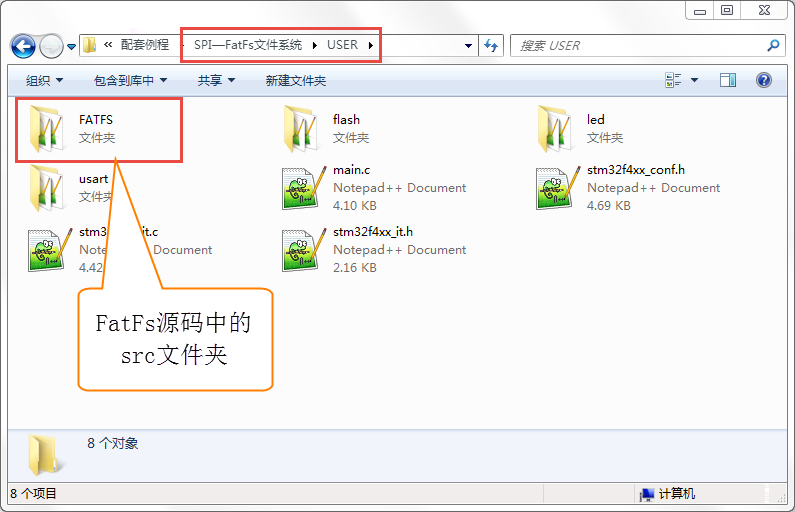 « 配套例程 SPI—FatFs文件系统 USER
搜索 USER
组织 包含到库中 共享 新建文件夹
FATFS
文件夹
flash
文件夹
led
文件夹
usart
文件夹
main.c
Notepad++ Document
4.10 KB
stm32f4xx_conf.h
Notepad++ Document
4.69 KB
stm32 it.c
Notepad++ Document
4.42
stm32f4xx_it.h
Notepad++ Document
2.16 KB
FatFs源码中的
src文件夹
8 个对象
8 个项目
计算机